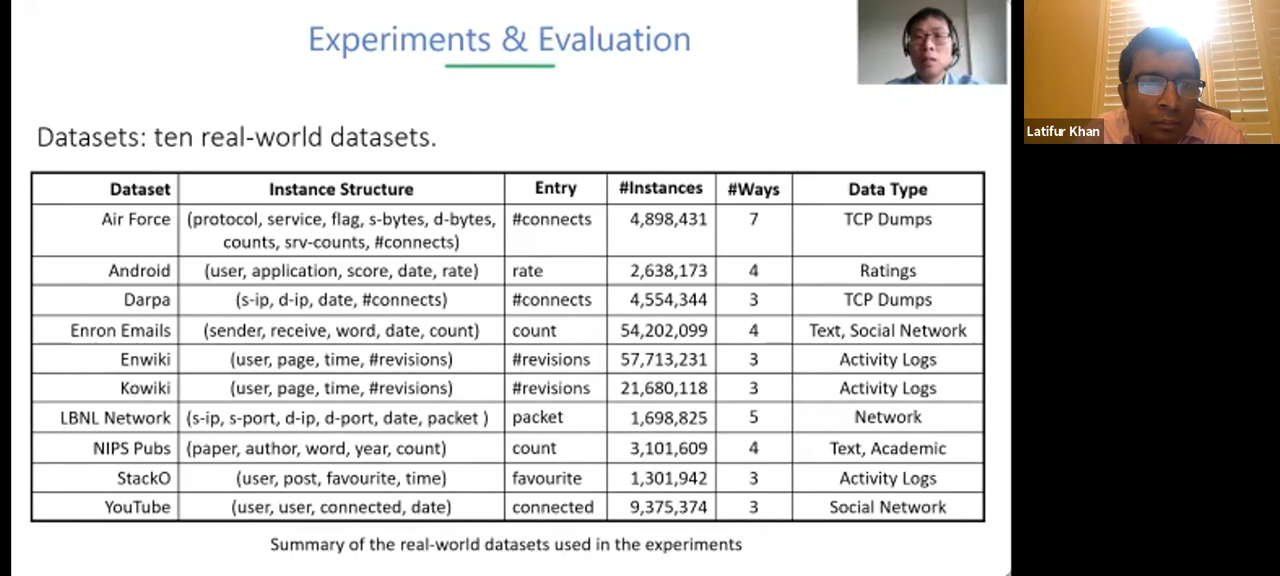 Experiments & Evaluation
Latifur Khan
Datasets: ten real-world datasets.
Dataset Instance Structure Entry #Instances #Ways Data Type
Air Force (protocol, service, flag, s-bytes, d-bytes, #connects 4,898,431 7 TCP Dumps
counts, srv-counts, #connects)
Android (user, application, score, date, rate) rate 2,638,173 4 Ratings
Darpa (s-ip, d-ip, date, #connects) #connects 4,554,344 3 TCP Dumps
Enron Emails (sender, receive, word, date, count) count 54,202,099 4 Text, Social Network
Enwiki (user, page, time, #revisions) #revisions 57,713,231 3 Activity Logs
Kowiki (user, page, time, #revisions) #revisions 21,680,118 3 Activity Logs
LBNL Network (s-ip, s-port, d-ip, d-port, date, packet ) packet 1,698,825 5 Network
NIPS Pubs (paper, author, word, year, count) count 3,101,609 4 Text, Academic
StackO (user, post, favourite, time) favourite 1,301,942 3 Activity Logs
YouTube (user, user, connected, date) connected 9,375,374 3 Social Network
Summary of the real-world datasets used in the experiments